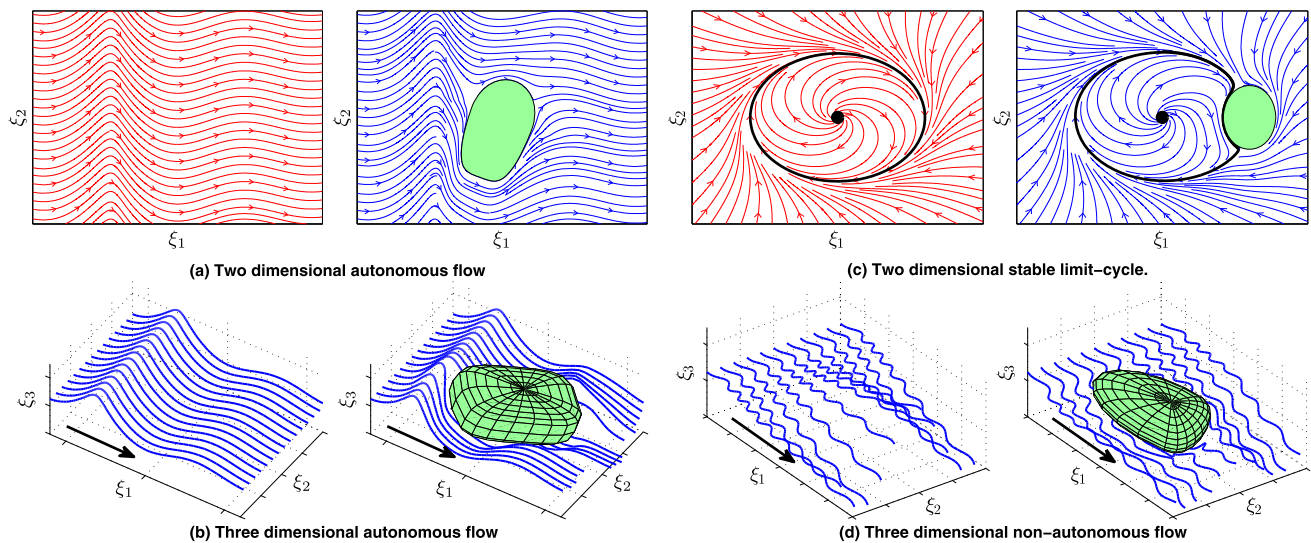 ξ2
ξ1
ξ2
ξ1
(a) Two dimensional autonomous flow
ξ2
ξ1
ξ2
ξ1
(c) Two dimensional stable limit−cycle.
ξ3
ξ1
ξ2
ξ3
ξ1
ξ2
(b) Three dimensional autonomous flow
ξ3
ξ1
ξ2
ξ3
ξ1
ξ2
(d) Three dimensional non−autonomous flow